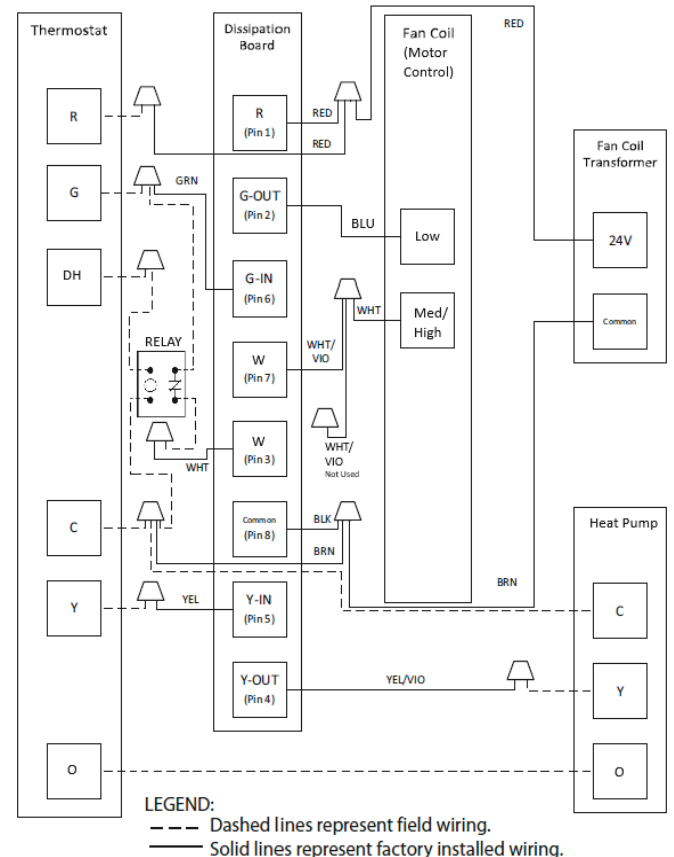 Thermostat
Dissipation
Board
Fan Coil
(Motor
Control)
RED
R
R
(Pin 1)
RED
RED
Fan Coil
Transformer
G
GRN
G-OUT
(Pin 2)
BLU
Low
24V
DH
G-IN
(Pin 6)
WHT
Med/
High
Common
RELAY
W
(Pin 7)
WHT/
VIO
W
(Pin 3)
WHT
WHT/
VIO
Not Used
C
Common
(Pin 8)
BLK
BRN
Heat Pump
BRN
C
Y
YEL
Y-IN
(Pin 5)
Y-OUT
(Pin 4)
YEL/VIO
Y
O
O
LEGEND:
Dashed lines represent field wiring.
Solid lines represent factory installed wiring.